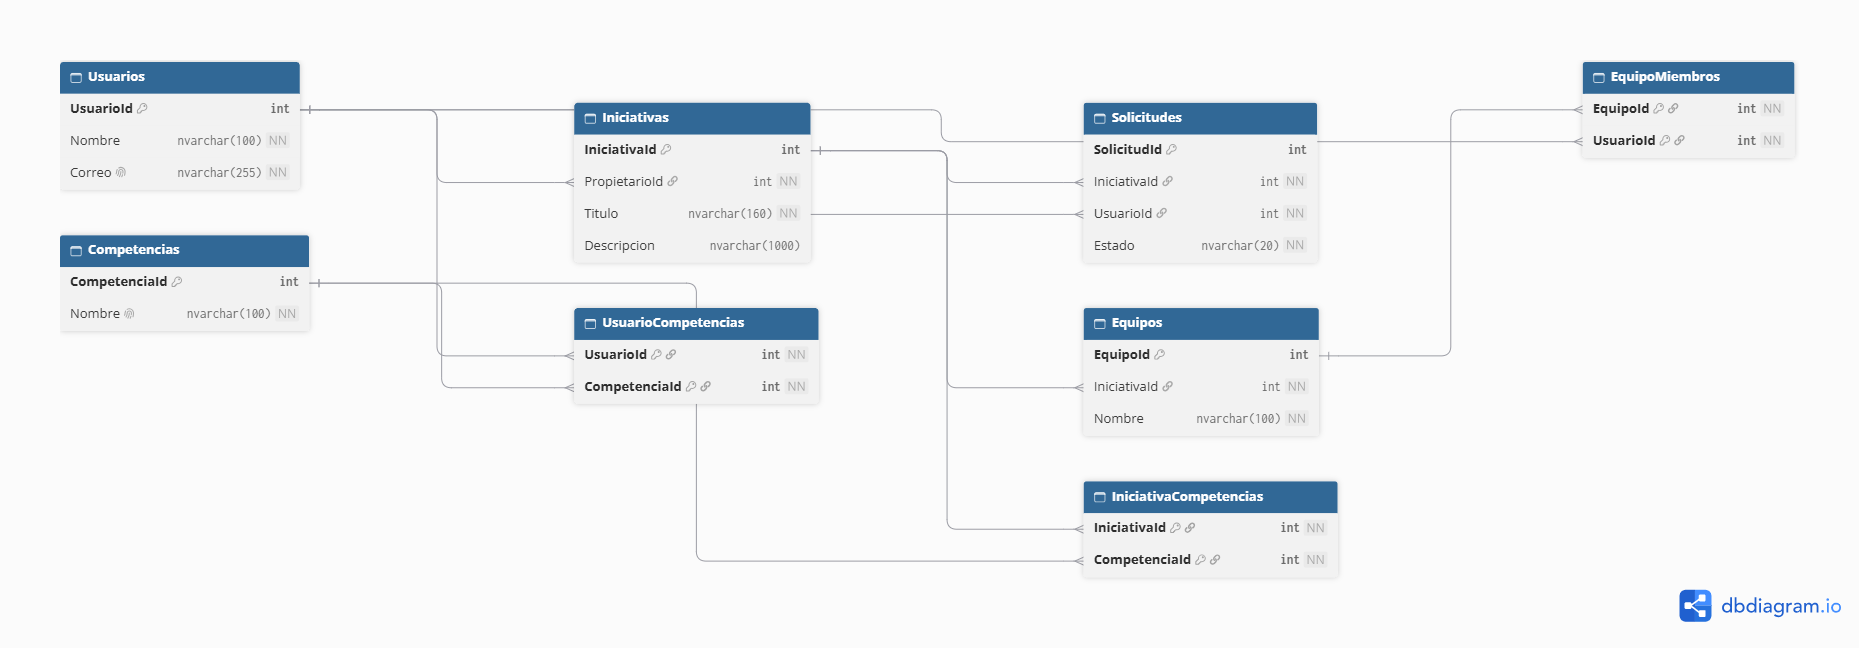 Usuarios
UsuarioId int
Nombre nvarchar(100) NN
Correo nvarchar(255) NN
Competencias
CompetenciaId int
Nombre nvarchar(100) NN
Iniciativas
IniciativaId int
PropietarioId int NN
Titulo nvarchar(160) NN
Descripcion nvarchar(1000)
UsuarioCompetencias
UsuarioId int NN
CompetenciaId int NN
Solicitudes
SolicitudId int
IniciativaId int NN
UsuarioId int NN
Estado nvarchar(20) NN
Equipos
EquipoId int
IniciativaId int NN
Nombre nvarchar(100) NN
IniciativaCompetencias
IniciativaId int NN
CompetenciaId int NN
EquipoMiembros
EquipoId int NN
UsuarioId int NN
dbdiagram.io